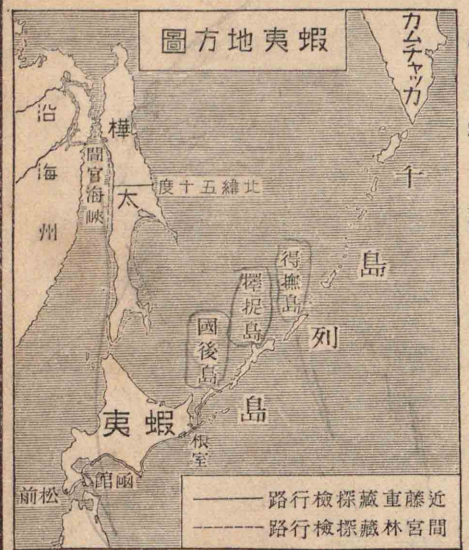 蝦夷地方圖
カムチャッカ
千島列島
沿海州
樺太
間宮海峽
北緯五十度
得撫島
擇捉島
國後島
蝦夷
根室
函館
松前
近藤重藏探檢行路
間宮林藏探檢行路